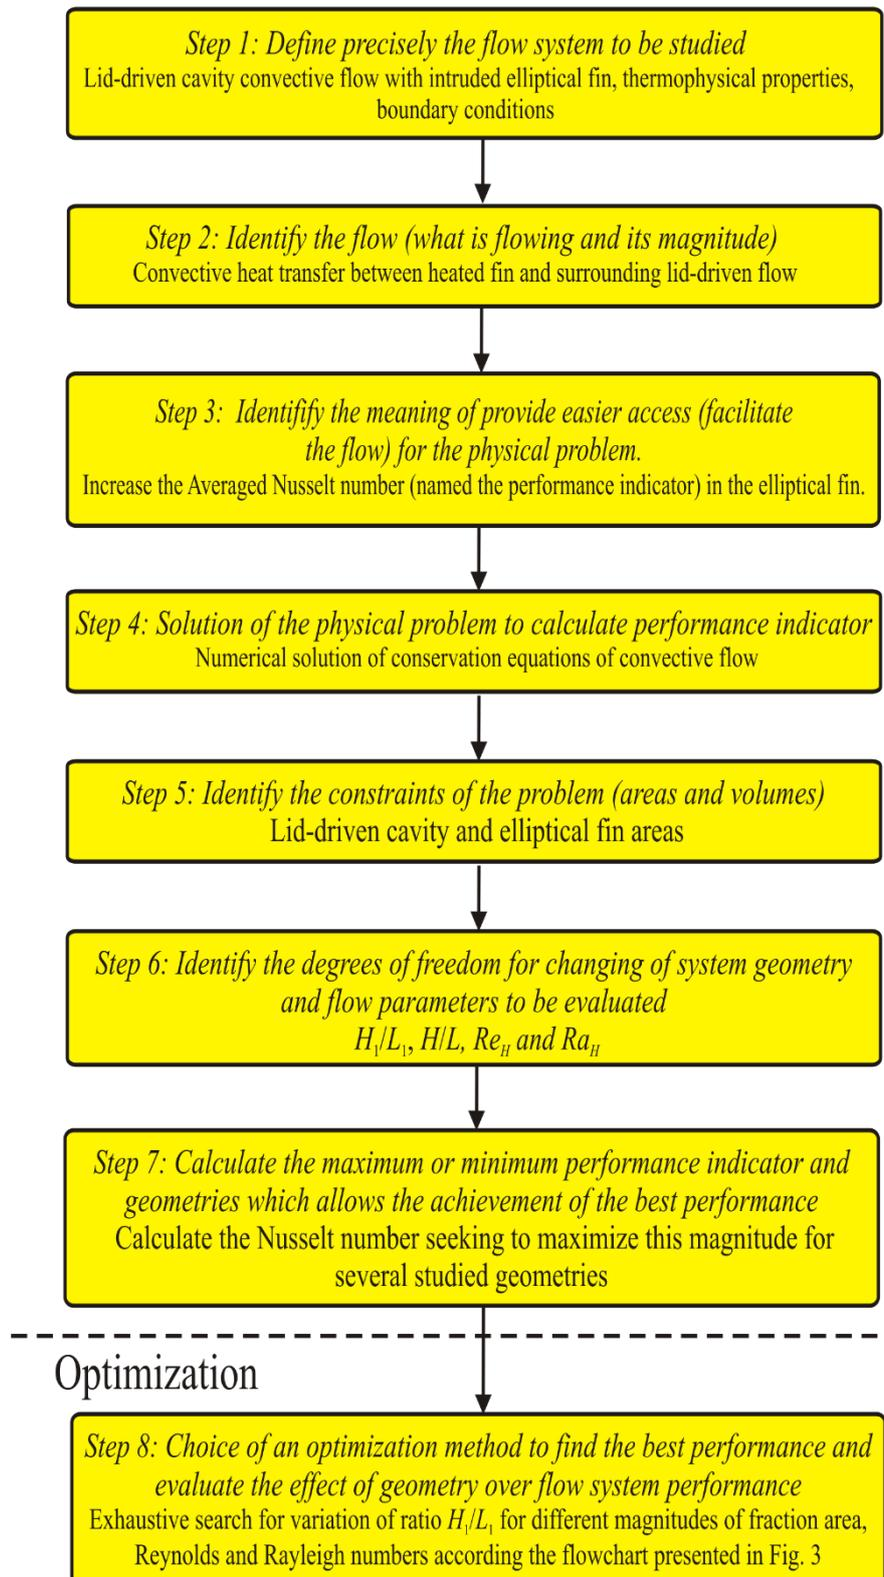 Step 1: Define precisely the flow system to be studied
Lid-driven cavity convective flow with intruded elliptical fin, thermophysical properties,
boundary conditions
Step 2: Identify the flow (what is flowing and its magnitude)
Convective heat transfer between heated fin and surrounding lid-driven flow
Step 3: Identifify the meaning of provide easier access (facilitate
the flow) for the physical problem.
Increase the Averaged Nusselt number (named the performance indicator) in the elliptical fin.
Step 4: Solution of the physical problem to calculate performance indicator
Numerical solution of conservation equations of convective flow
Step 5: Identify the constraints of the problem (areas and volumes)
Lid-driven cavity and elliptical fin areas
Step 6: Identify the degrees of freedom for changing of system geometry
and flow parameters to be evaluated
H₁/L₁, H/L, Re_H and Ra_H
Step 7: Calculate the maximum or minimum performance indicator and
geometries which allows the achievement of the best performance
Calculate the Nusselt number seeking to maximize this magnitude for
several studied geometries
Optimization
Step 8: Choice of an optimization method to find the best performance and
evaluate the effect of geometry over flow system performance
Exhaustive search for variation of ratio H₁/L₁ for different magnitudes of fraction area,
Reynolds and Rayleigh numbers according the flowchart presented in Fig. 3